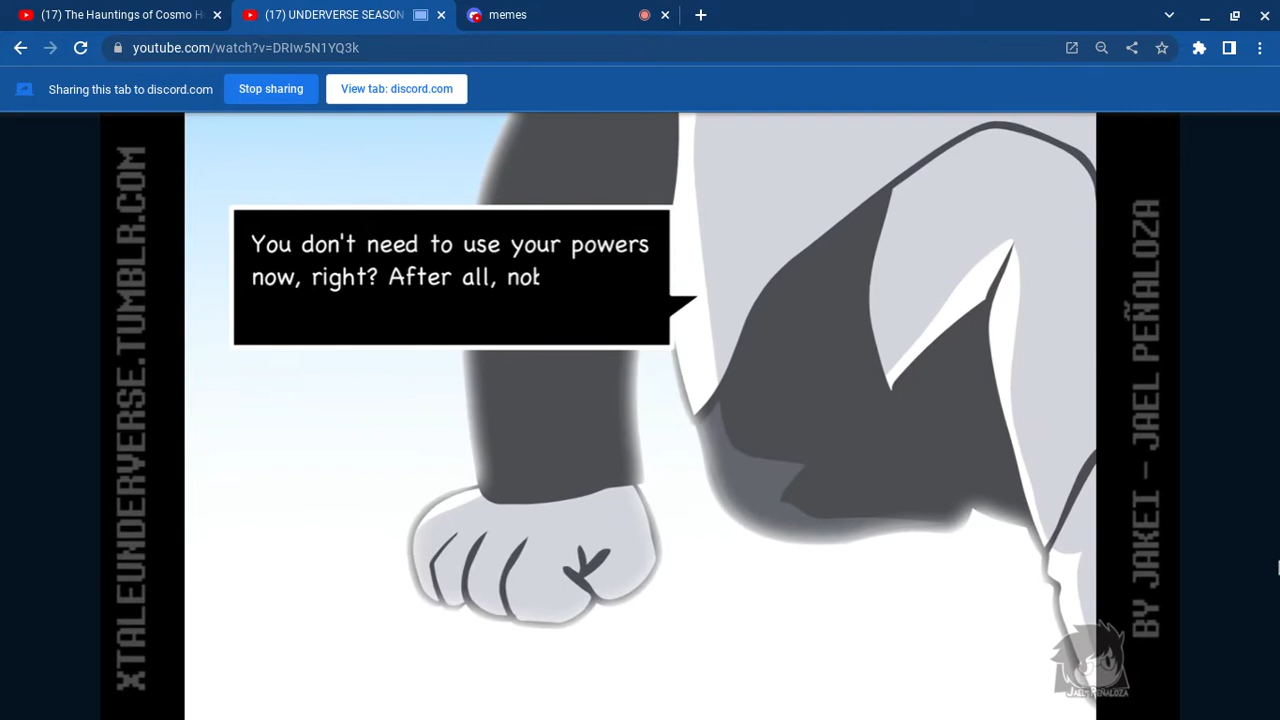 (17) The Hauntings of Cosmo H
(17) UNDERVERSE SEASON
memes
youtube.com/watch?v=DRIw5N1YQ3k
Sharing this tab to discord.com
Stop sharing
View tab: discord.com
XTALEUNDERVERSE.TUMBLR.COM
You don't need to use your powers
now, right? After all, not
BY JAKEI - JAEL PEÑALOZA
JAEL PEÑALOZA